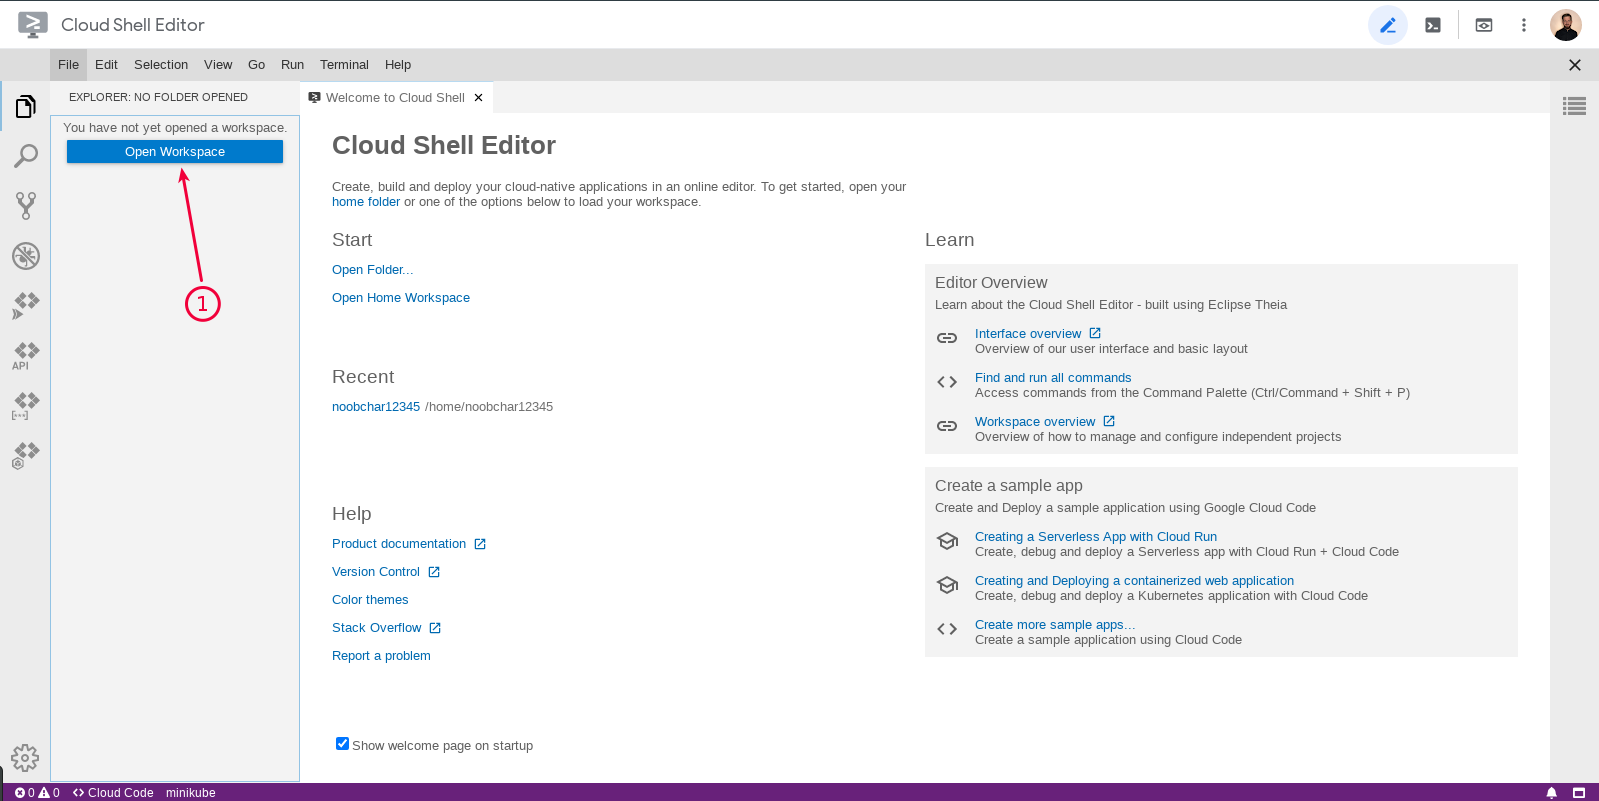 Cloud Shell Editor
File Edit Selection View Go Run Terminal Help
EXPLORER: NO FOLDER OPENED
You have not yet opened a workspace.
Open Workspace
1
API
Welcome to Cloud Shell
Cloud Shell Editor
Create, build and deploy your cloud-native applications in an online editor. To get started, open your
home folder or one of the options below to load your workspace.
Start
Open Folder...
Open Home Workspace
Recent
noobchar12345 /home/noobchar12345
Help
Product documentation
Version Control
Color themes
Stack Overflow
Report a problem
Show welcome page on startup
Learn
Editor Overview
Learn about the Cloud Shell Editor - built using Eclipse Theia
Interface overview
Overview of our user interface and basic layout
Find and run all commands
Access commands from the Command Palette (Ctrl/Command + Shift + P)
Workspace overview
Overview of how to manage and configure independent projects
Create a sample app
Create and Deploy a sample application using Google Cloud Code
Creating a Serverless App with Cloud Run
Create, debug and deploy a Serverless app with Cloud Run + Cloud Code
Creating and Deploying a containerized web application
Create, debug and deploy a Kubernetes application with Cloud Code
Create more sample apps...
Create a sample application using Cloud Code
0 0 Cloud Code minikube